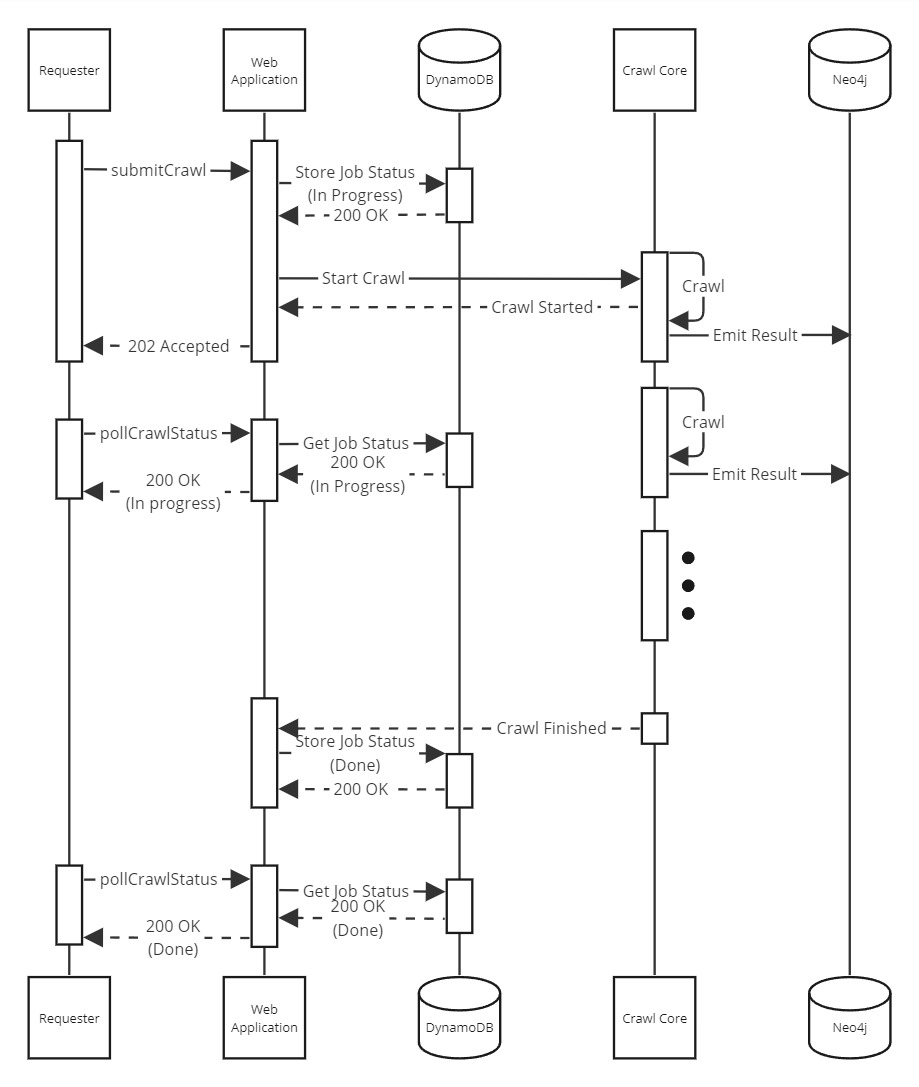 Requester
Web
Application
DynamoDB
Crawl Core
Neo4j
submitCrawl
Store Job Status
(In Progress)
200 OK
Start Crawl
Crawl
Crawl Started
Emit Result
202 Accepted
Crawl
pollCrawlStatus
Get Job Status
200 OK
(In Progress)
Emit Result
200 OK
(In progress)
Crawl Finished
Store Job Status
(Done)
200 OK
pollCrawlStatus
Get Job Status
200 OK
(Done)
200 OK
(Done)
Requester
Web
Application
DynamoDB
Crawl Core
Neo4j